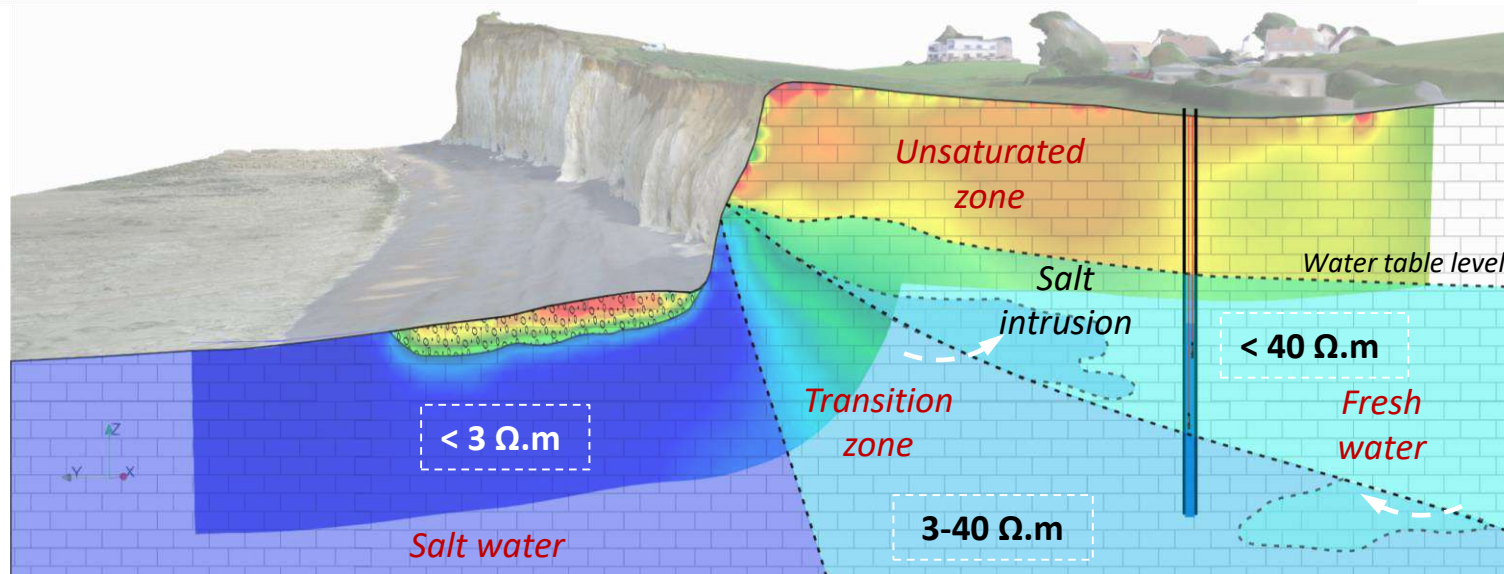 Unsaturated
zone
Water table level
Salt
intrusion
< 40 Ω.m
Transition
zone
Fresh
water
< 3 Ω.m
3-40 Ω.m
Salt water
Z
Y
X